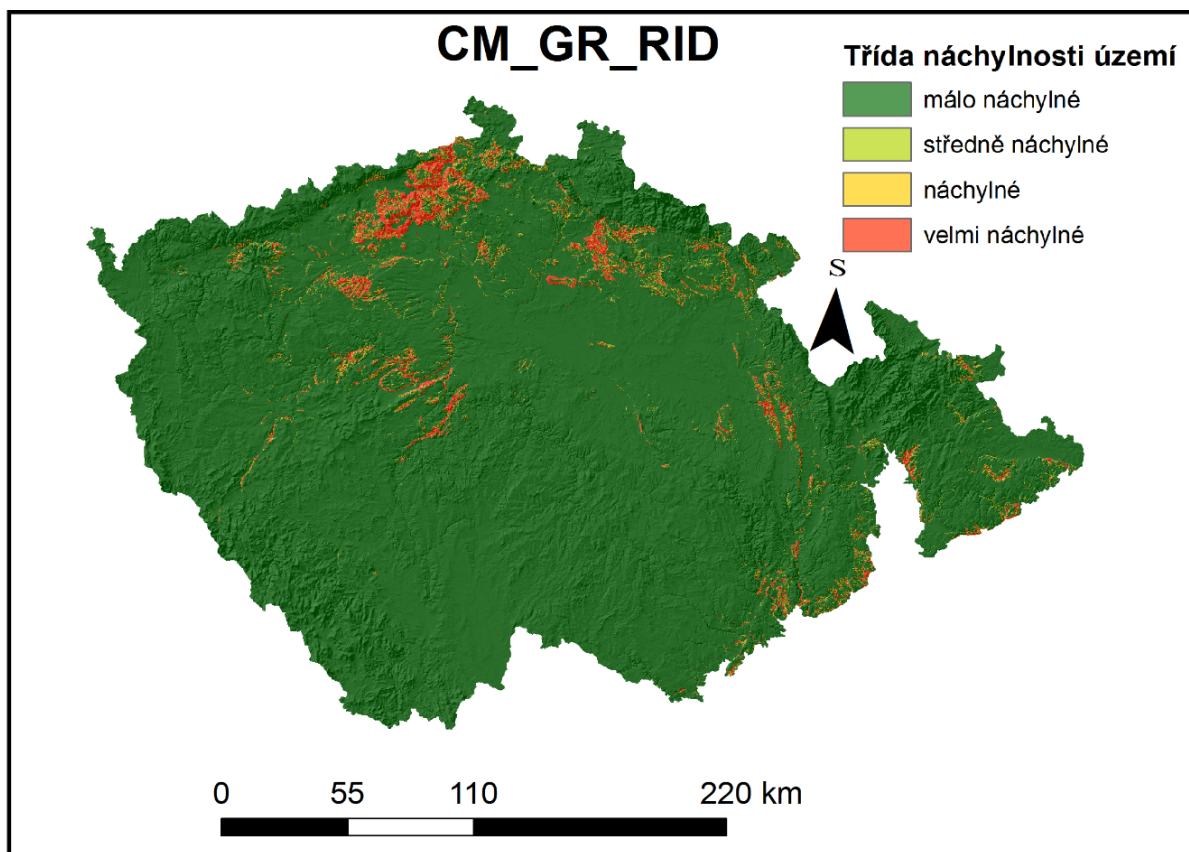 CM_GR_RID
Třída náchylnosti území
málo náchylné
středně náchylné
náchylné
velmi náchylné
S
0 55 110 220 km